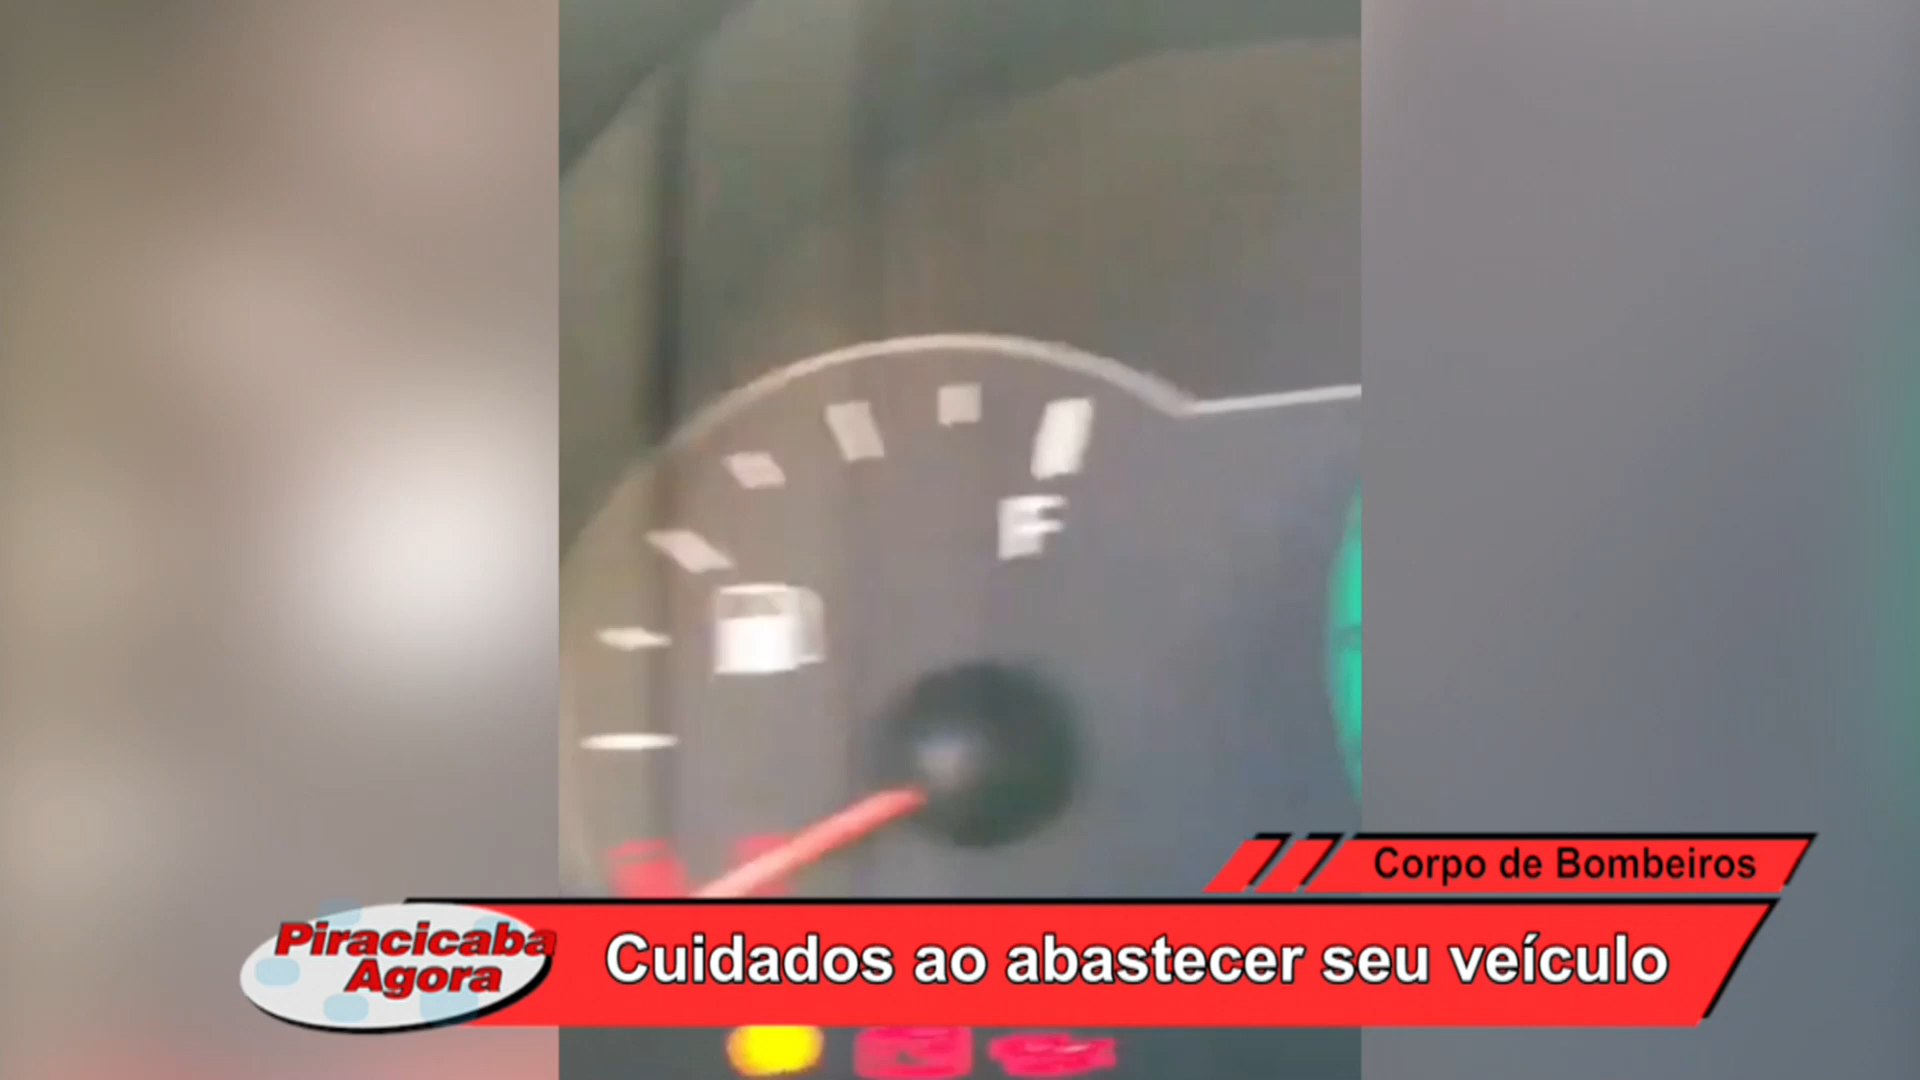 F
Corpo de Bombeiros
Piracicaba
Agora
Cuidados ao abastecer seu veículo